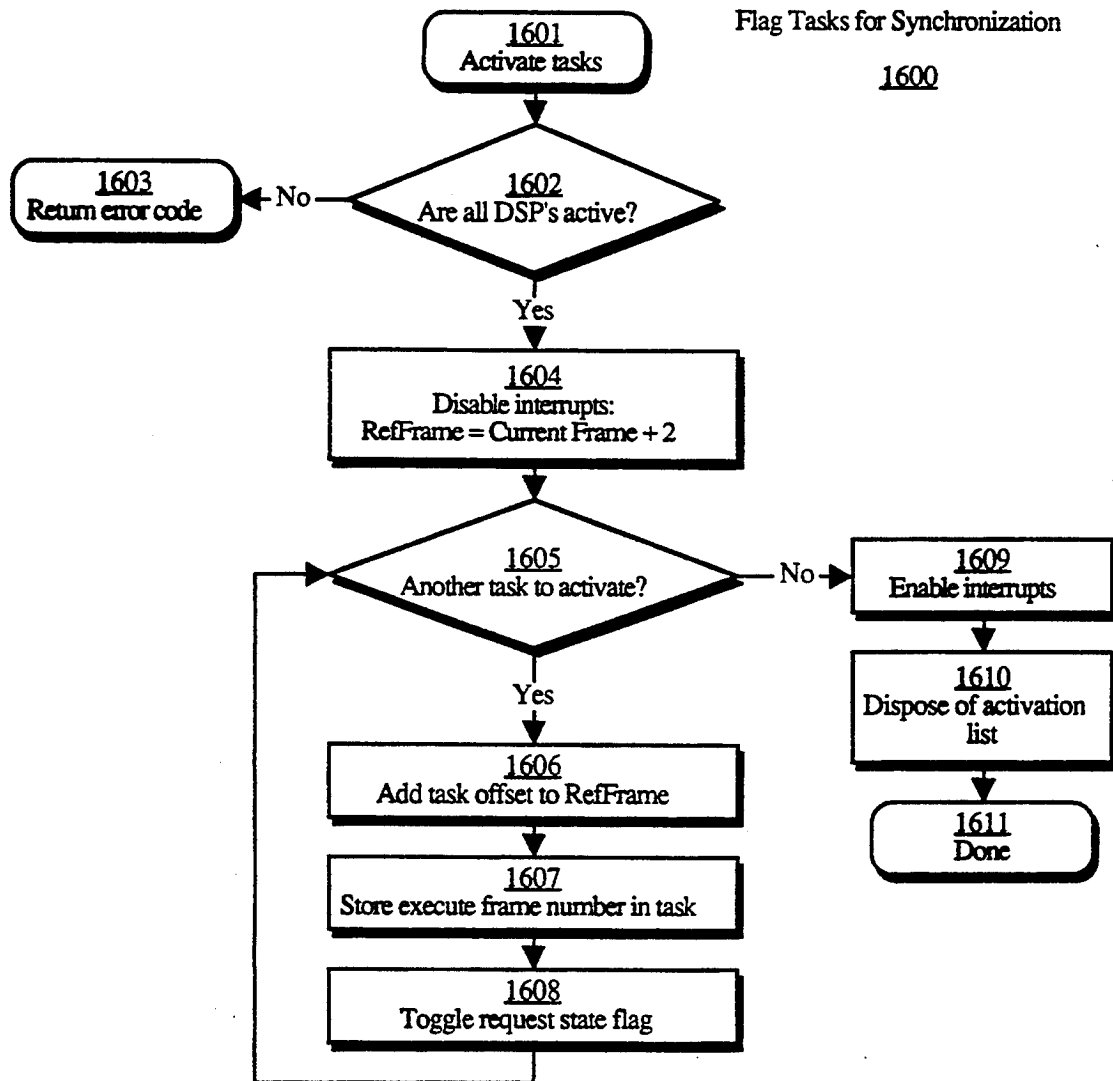 Flag Tasks for Synchronization
1600
1601
Activate tasks
1602
Are all DSP's active?
No
1603
Return error code
Yes
1604
Disable interrupts:
RefFrame = Current Frame + 2
1605
Another task to activate?
No
1609
Enable interrupts
1610
Dispose of activation
list
1611
Done
Yes
1606
Add task offset to RefFrame
1607
Store execute frame number in task
1608
Toggle request state flag